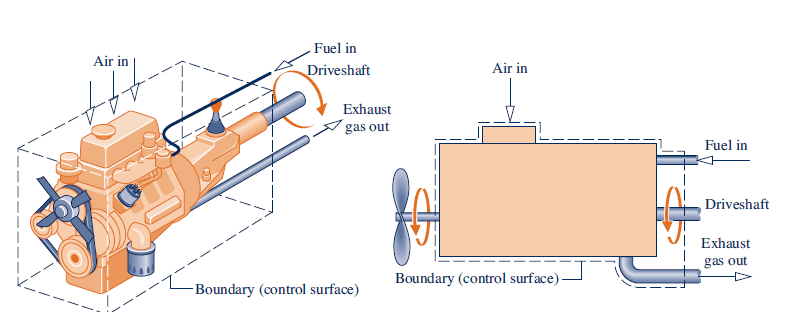 Air in
Fuel in
Driveshaft
Exhaust
gas out
Boundary (control surface)
Air in
Fuel in
Driveshaft
Exhaust
gas out
Boundary (control surface)